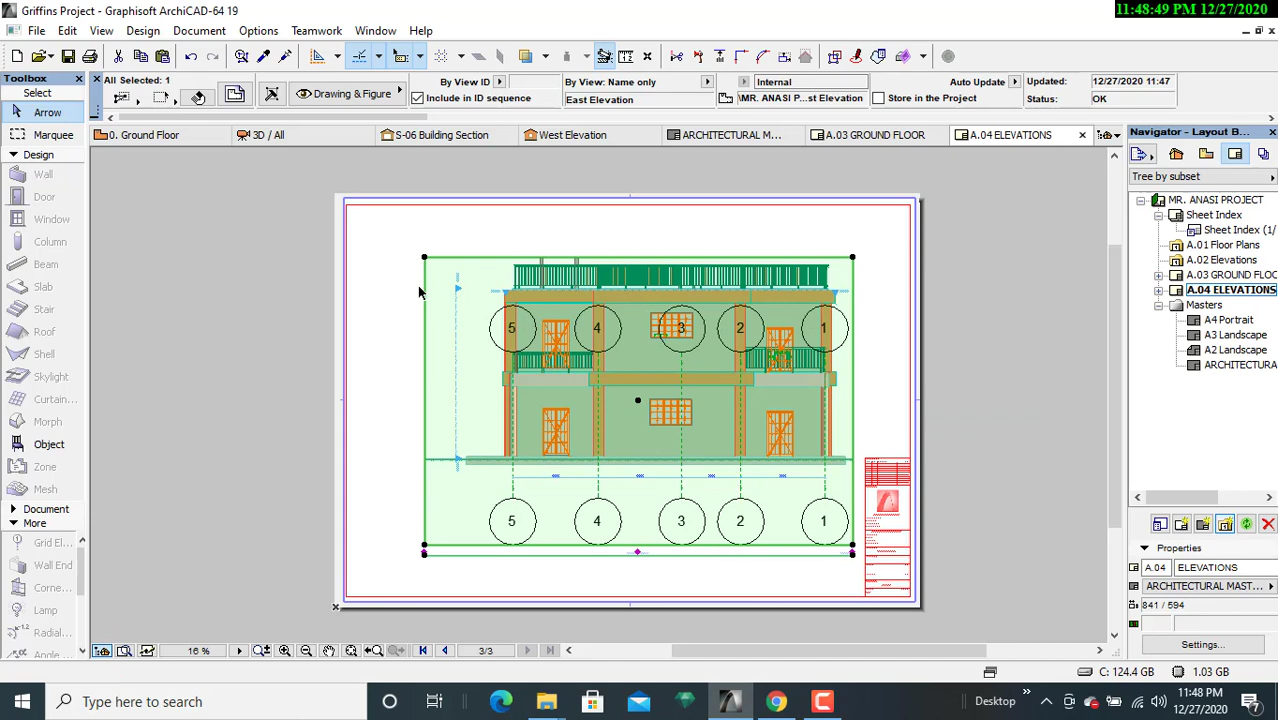 Griffins Project - Graphisoft ArchiCAD-64 19
11:48:49 PM 12/27/2020
File Edit View Design Document Options Teamwork Window Help
Toolbox
Select
Arrow
Marquee
Design
Wall
Door
Window
Column
Beam
Slab
Stair
Roof
Shell
Skylight
Curtain...
Morph
Object
Zone
Mesh
Document
More
Grid El...
Wall End
Corne...
Lamp
Radial...
Angle
All Selected: 1
Drawing & Figure
By View ID
Include in ID sequence
By View: Name only
East Elevation
Internal
\MR. ANASI P...st Elevation
Auto Update
Store in the Project
Updated: 12/27/2020 11:47
Status: OK
0. Ground Floor
3D / All
S-06 Building Section
West Elevation
ARCHITECTURAL M...
A.03 GROUND FLOOR
A.04 ELEVATIONS
5 4 3 2 1
5 4 3 2 1
Navigator - Layout B...
Tree by subset
MR. ANASI PROJECT
Sheet Index
Sheet Index (1/
A.01 Floor Plans
A.02 Elevations
A.03 GROUND FLO
A.04 ELEVATIONS
Masters
A4 Portrait
A3 Landscape
A2 Landscape
ARCHITECTURA
Properties
A.04 ELEVATIONS
ARCHITECTURAL MAST...
841 / 594
Settings...
16 %
3/3
C: 124.4 GB
1.03 GB
Type here to search
Desktop
11:48 PM
12/27/2020
7